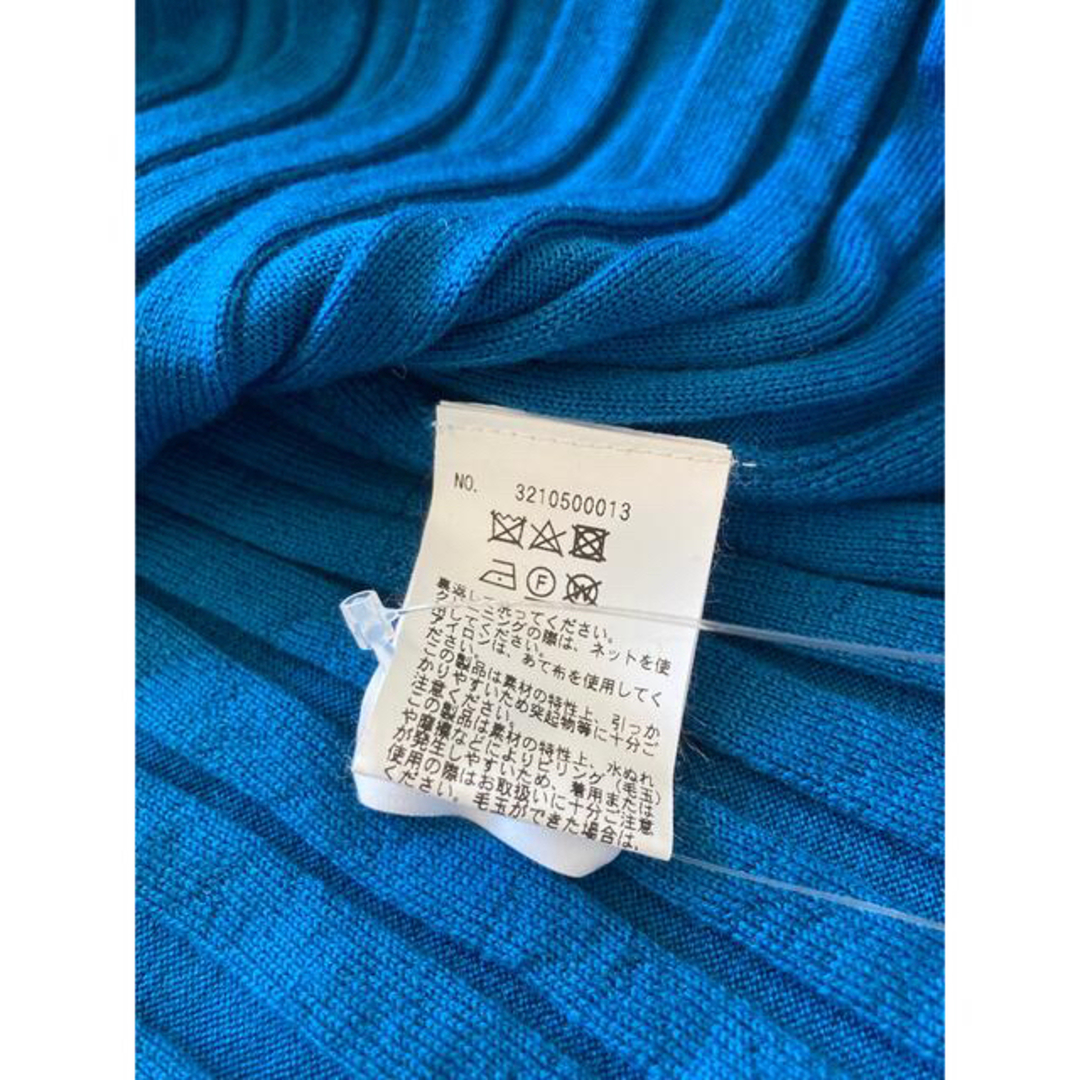 NO. 3210500013
F W
裏返して洗ってください。
クリーニングの際は、ネットを使
用してください。
アイロンは、あて布を使用してく
ださい。
この製品は素材の特性上、引っか
かりやすいため突起物等に十分ご
注意ください。
この製品は素材の特性上、水ぬれ
や摩擦などによりピリング(毛玉)
が発生しやすいため、着用または
使用の際はお取扱いに十分ご注意
ください。毛玉ができた場合は、